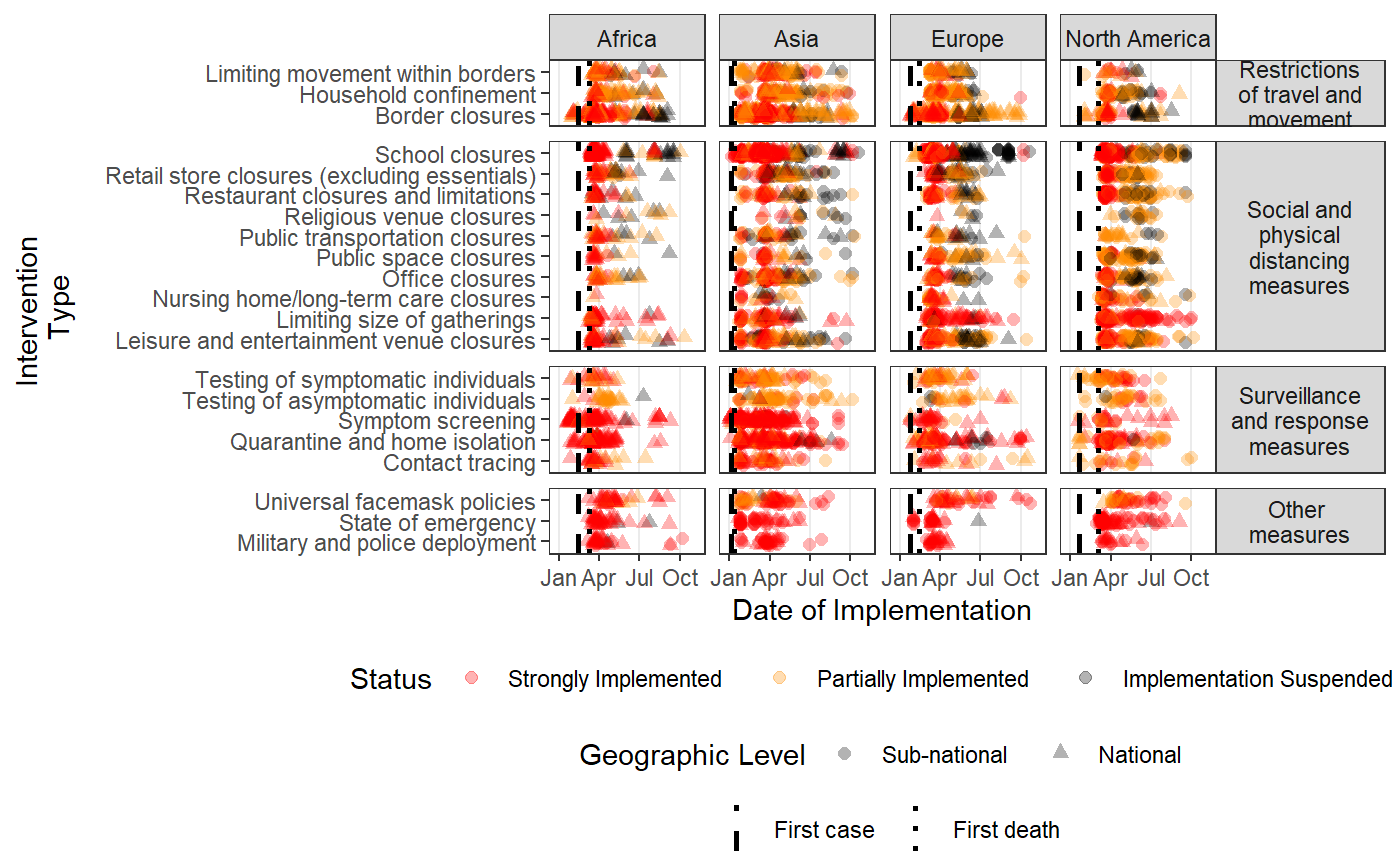 Africa
Asia
Europe
North America
Limiting movement within borders
Household confinement
Border closures
Restrictions
of travel and
movement
School closures
Retail store closures (excluding essentials)
Restaurant closures and limitations
Religious venue closures
Public transportation closures
Public space closures
Office closures
Nursing home/long-term care closures
Limiting size of gatherings
Leisure and entertainment venue closures
Social and
physical
distancing
measures
Intervention
Type
Testing of symptomatic individuals
Testing of asymptomatic individuals
Symptom screening
Quarantine and home isolation
Contact tracing
Surveillance
and response
measures
Universal facemask policies
State of emergency
Military and police deployment
Other
measures
Jan Apr Jul Oct
Jan Apr Jul Oct
Jan Apr Jul Oct
Jan Apr Jul Oct
Date of Implementation
Status Strongly Implemented Partially Implemented Implementation Suspended
Geographic Level Sub-national National
First case First death